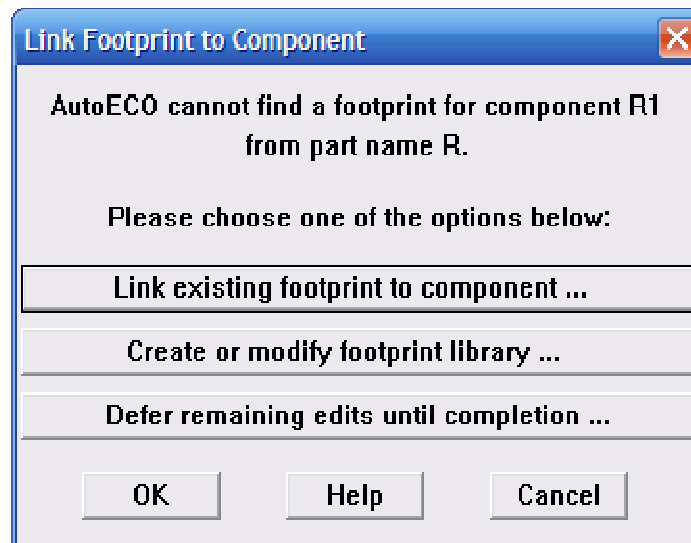 Link Footprint to Component
AutoECO cannot find a footprint for component R1
from part name R.
Please choose one of the options below:
Link existing footprint to component ...
Create or modify footprint library ...
Defer remaining edits until completion ...
OK Help Cancel